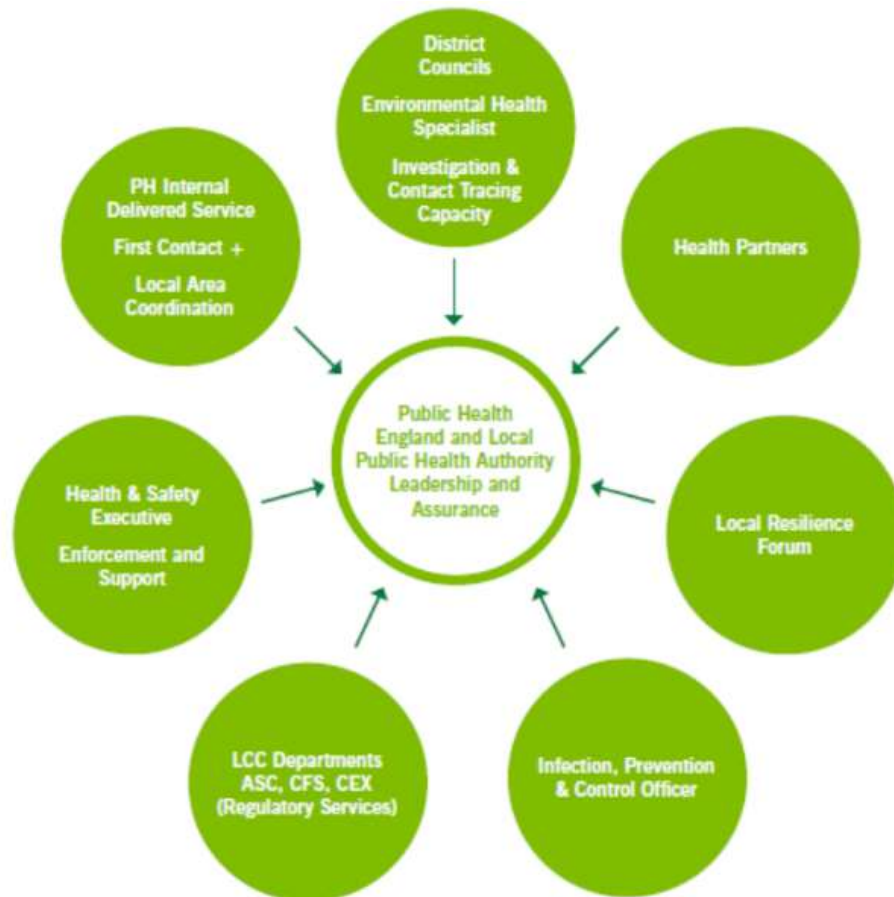 District
Councils
Environmental Health
Specialist
Investigation &
Contact Tracing
Capacity
PH Internal
Delivered Service
First Contact +
Local Area
Coordination
Health Partners
Public Health
England and Local
Public Health Authority
Leadership and
Assurance
Health & Safety
Executive
Enforcement and
Support
Local Resilience
Forum
LCC Departments
ASC, CFS, CEX
(Regulatory Services)
Infection, Prevention
& Control Officer